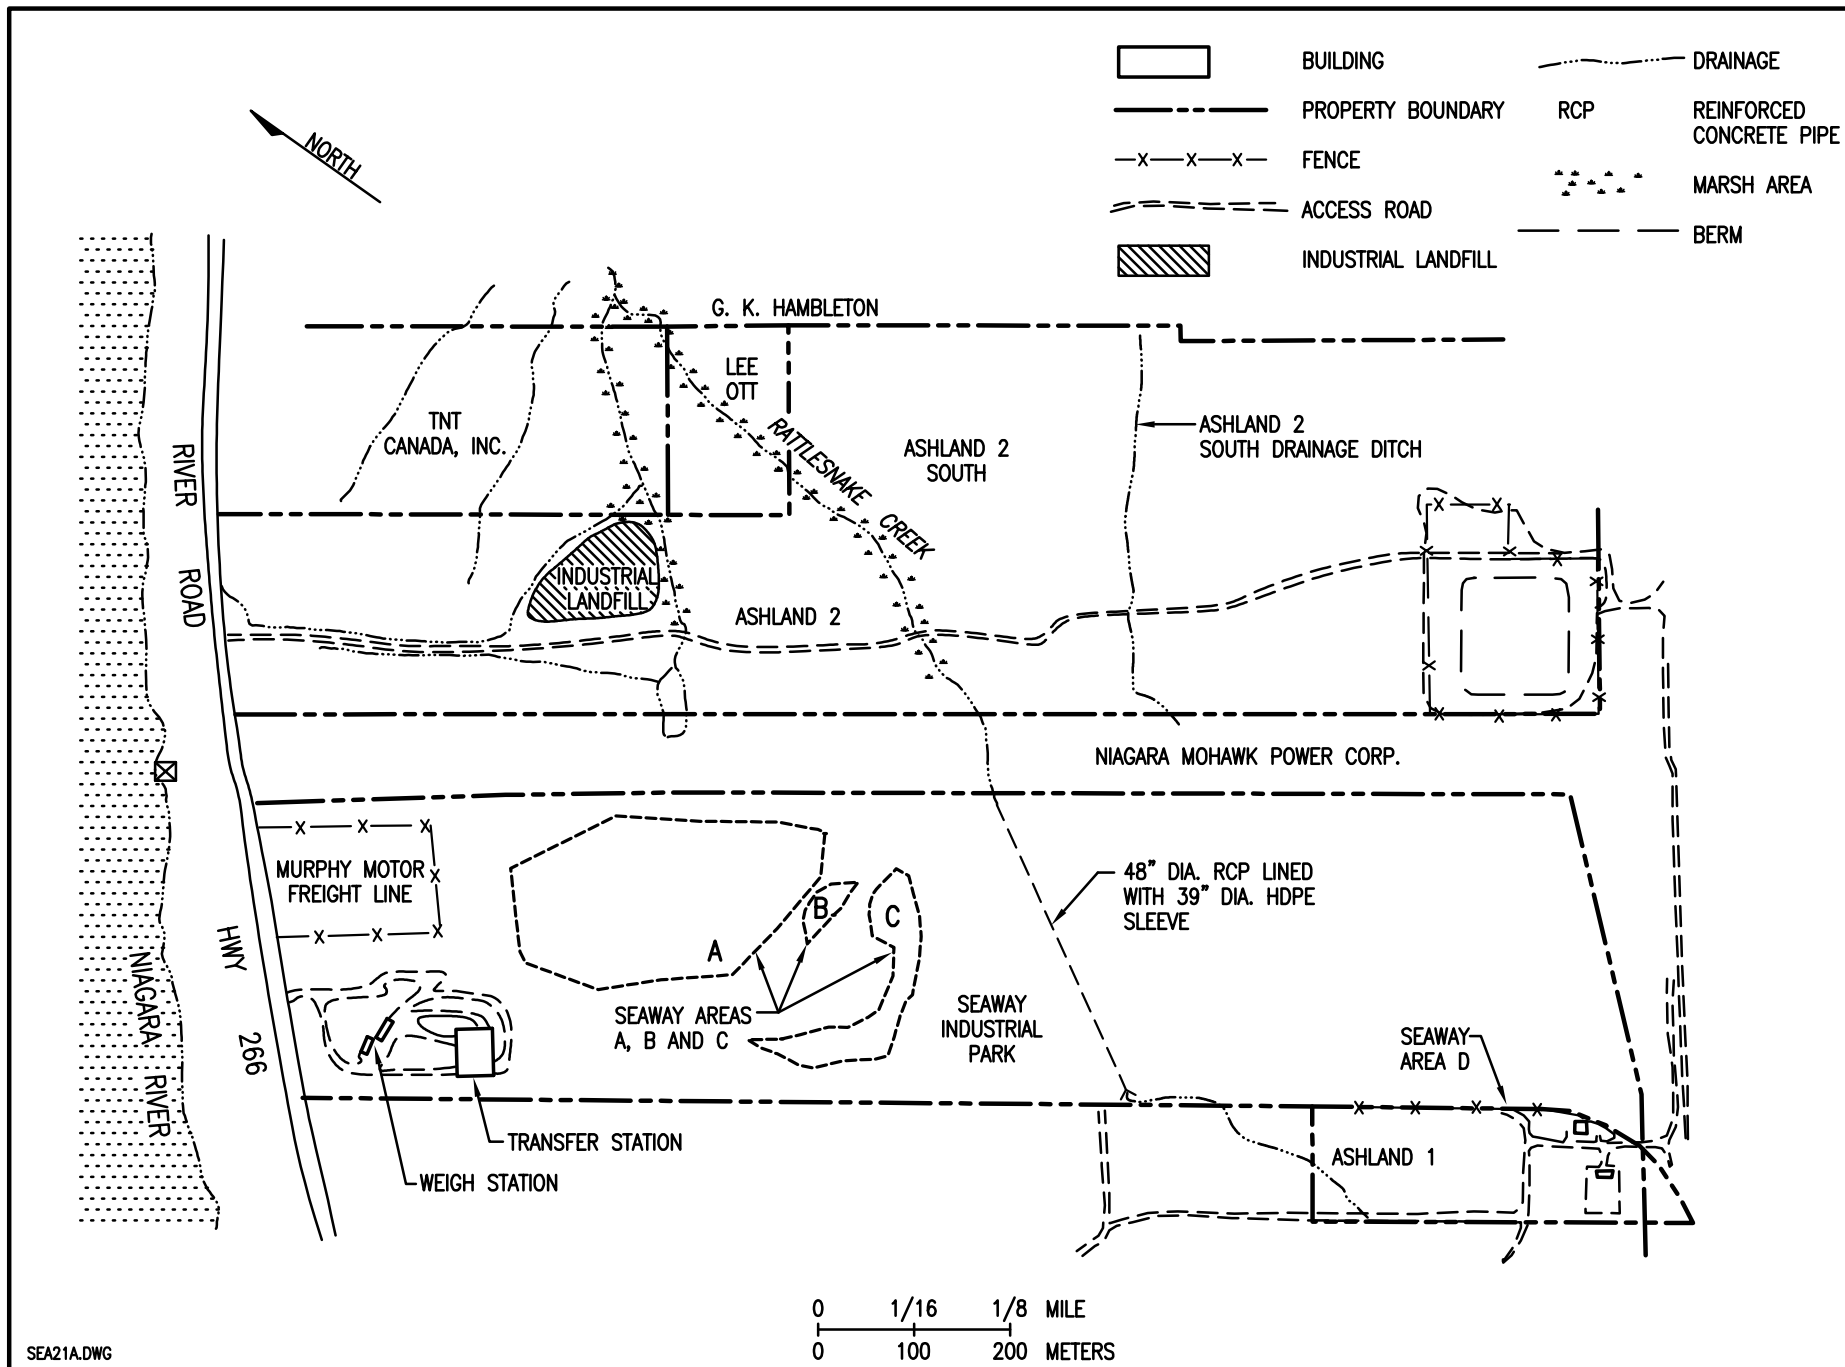 BUILDING
PROPERTY BOUNDARY
FENCE
ACCESS ROAD
INDUSTRIAL LANDFILL
DRAINAGE
RCP
REINFORCED
CONCRETE PIPE
MARSH AREA
BERM
NORTH
G. K. HAMBLETON
LEE
OTT
TNT
CANADA, INC.
RATTLESNAKE CREEK
ASHLAND 2
SOUTH
ASHLAND 2
SOUTH DRAINAGE DITCH
INDUSTRIAL
LANDFILL
ASHLAND 2
RIVER ROAD
NIAGARA MOHAWK POWER CORP.
MURPHY MOTOR
FREIGHT LINE
HWY 266
NIAGARA RIVER
A
B
C
48" DIA. RCP LINED
WITH 39" DIA. HDPE
SLEEVE
SEAWAY AREAS
A, B AND C
SEAWAY
INDUSTRIAL
PARK
SEAWAY
AREA D
TRANSFER STATION
WEIGH STATION
ASHLAND 1
0 1/16 1/8 MILE
0 100 200 METERS
SEA21A.DWG